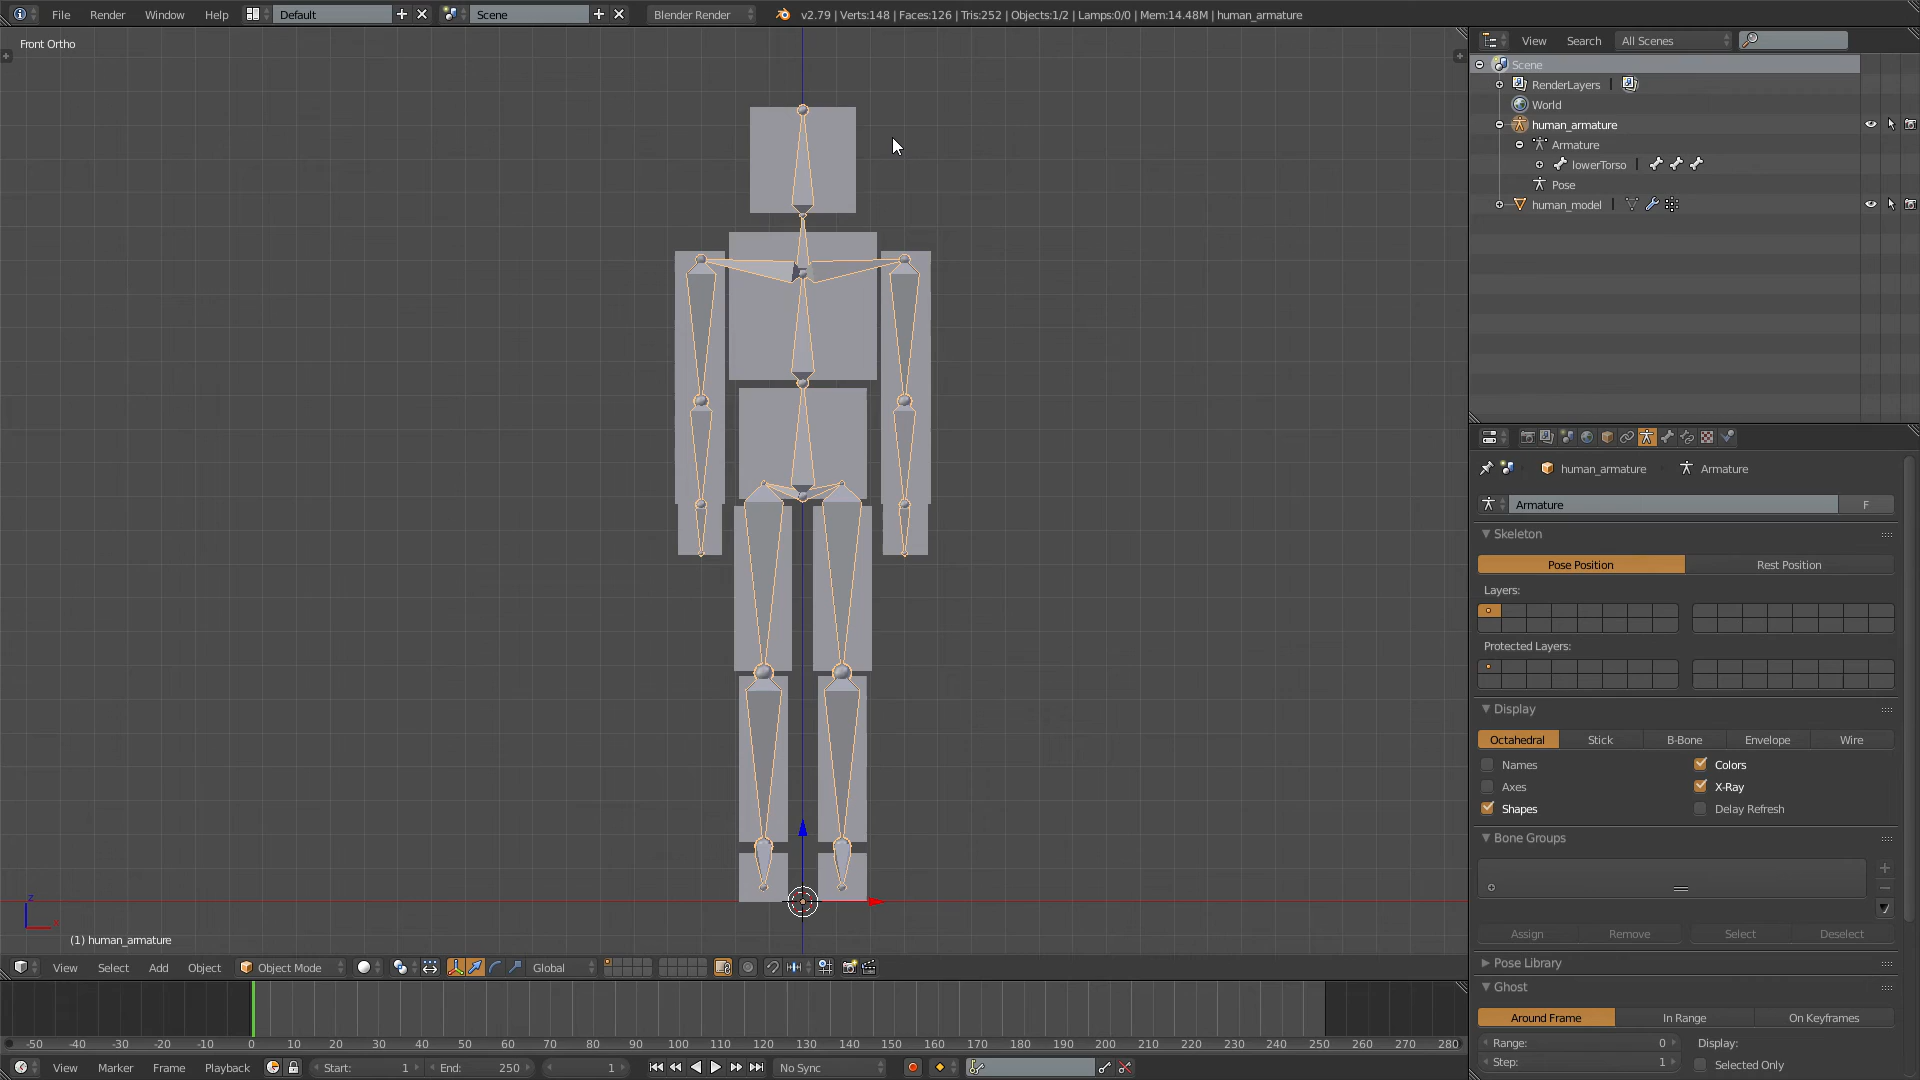 File Render Window Help Default Scene Blender Render v2.79 | Verts:148 | Faces:126 | Tris:252 | Objects:1/2 | Lamps:0/0 | Mem:14.48M | human_armature
Front Ortho
View Search All Scenes
Scene
RenderLayers |
World
human_armature
Armature
lowerTorso |
Pose
human_model |
human_armature Armature
Armature F
Skeleton
Pose Position Rest Position
Layers:
Protected Layers:
Display
Octahedral Stick B-Bone Envelope Wire
Names Colors
Axes X-Ray
Shapes Delay Refresh
Bone Groups
Assign Remove Select Deselect
Pose Library
Ghost
Around Frame In Range On Keyframes
Range: 0 Display:
Step: 1 Selected Only
z
x
(1) human_armature
View Select Add Object Object Mode Global
-50 -40 -30 -20 -10 0 10 20 30 40 50 60 70 80 90 100 110 120 130 140 150 160 170 180 190 200 210 220 230 240 250 260 270 280
View Marker Frame Playback Start: 1 End: 250 1 No Sync